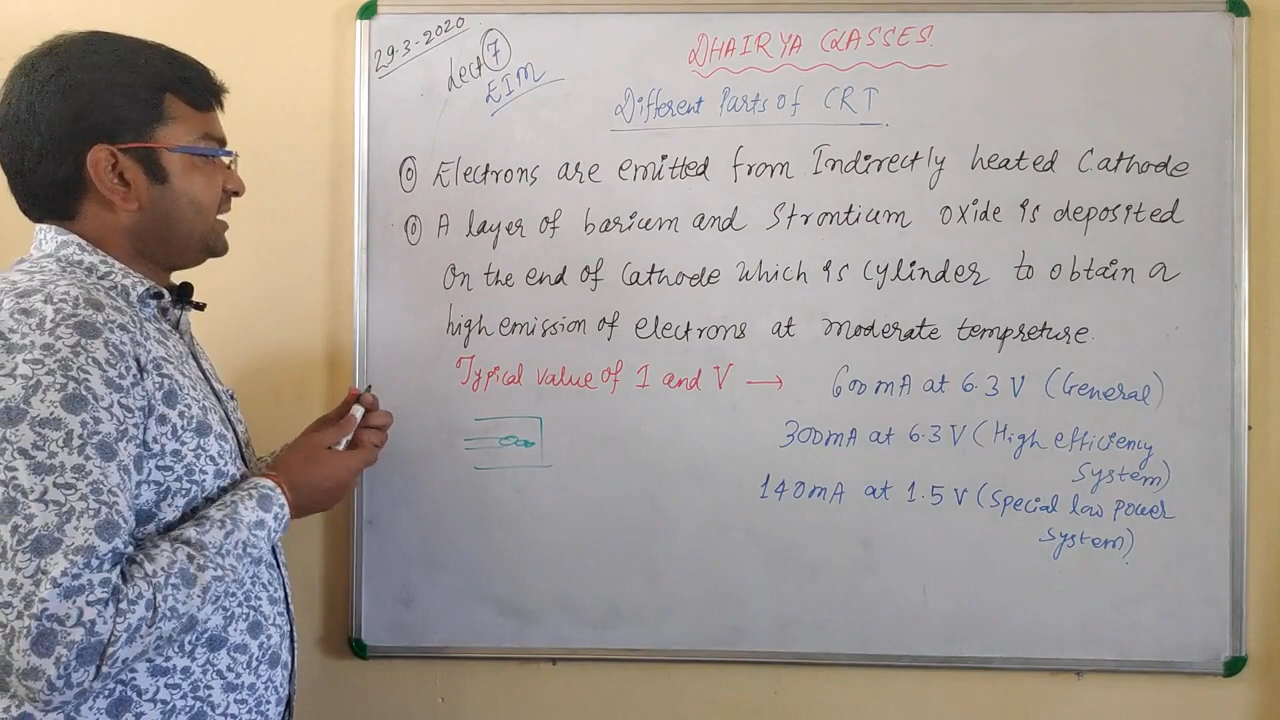 29-3-2020
Lect 7
EIM
DHAIRYA CLASSES.
Different Parts of CRT
Electrons are emitted from Indirectly heated Cathode
A layer of barium and Strontium oxide is deposited
On the end of Cathode which is cylinder to obtain a
high emission of electrons at moderate tempreture.
Typical value of I and V → 600mA at 6.3 V (General)
300mA at 6.3 V (High efficiency
System)
140mA at 1.5 V (Special low power
system)